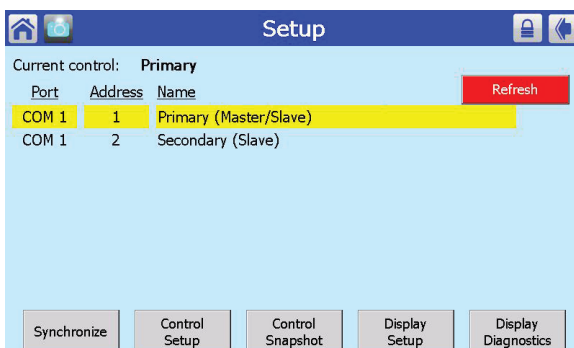 Setup
Current control: Primary
Port Address Name
Refresh
COM 1 1 Primary (Master/Slave)
COM 1 2 Secondary (Slave)
Synchronize
Control Setup
Control Snapshot
Display Setup
Display Diagnostics